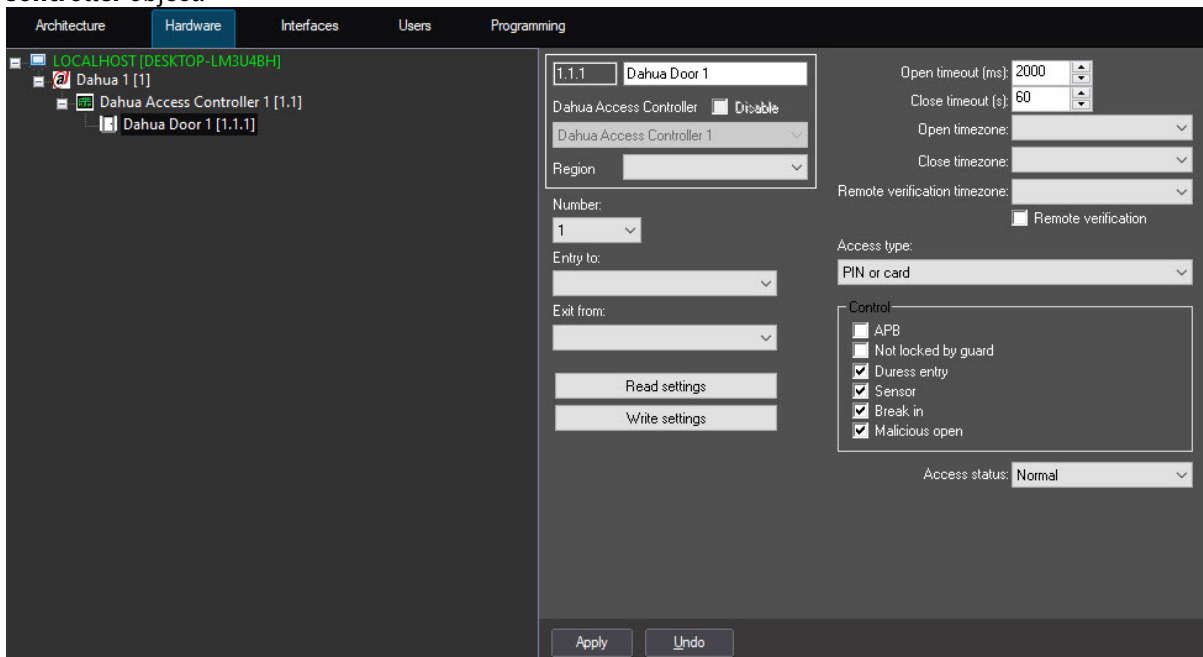 controller object.
Architecture Hardware Interfaces Users Programming
LOCALHOST [DESKTOP-LM3U4BH]
Dahua 1 [1]
Dahua Access Controller 1 [1.1]
Dahua Door 1 [1.1.1]
1.1.1 Dahua Door 1
Dahua Access Controller Disable
Dahua Access Controller 1
Region
Number:
1
Entry to:
Exit from:
Read settings
Write settings
Open timeout (ms): 2000
Close timeout (s): 60
Open timezone:
Close timezone:
Remote verification timezone:
Remote verification
Access type:
PIN or card
Control
APB
Not locked by guard
Duress entry
Sensor
Break in
Malicious open
Access status: Normal
Apply Undo